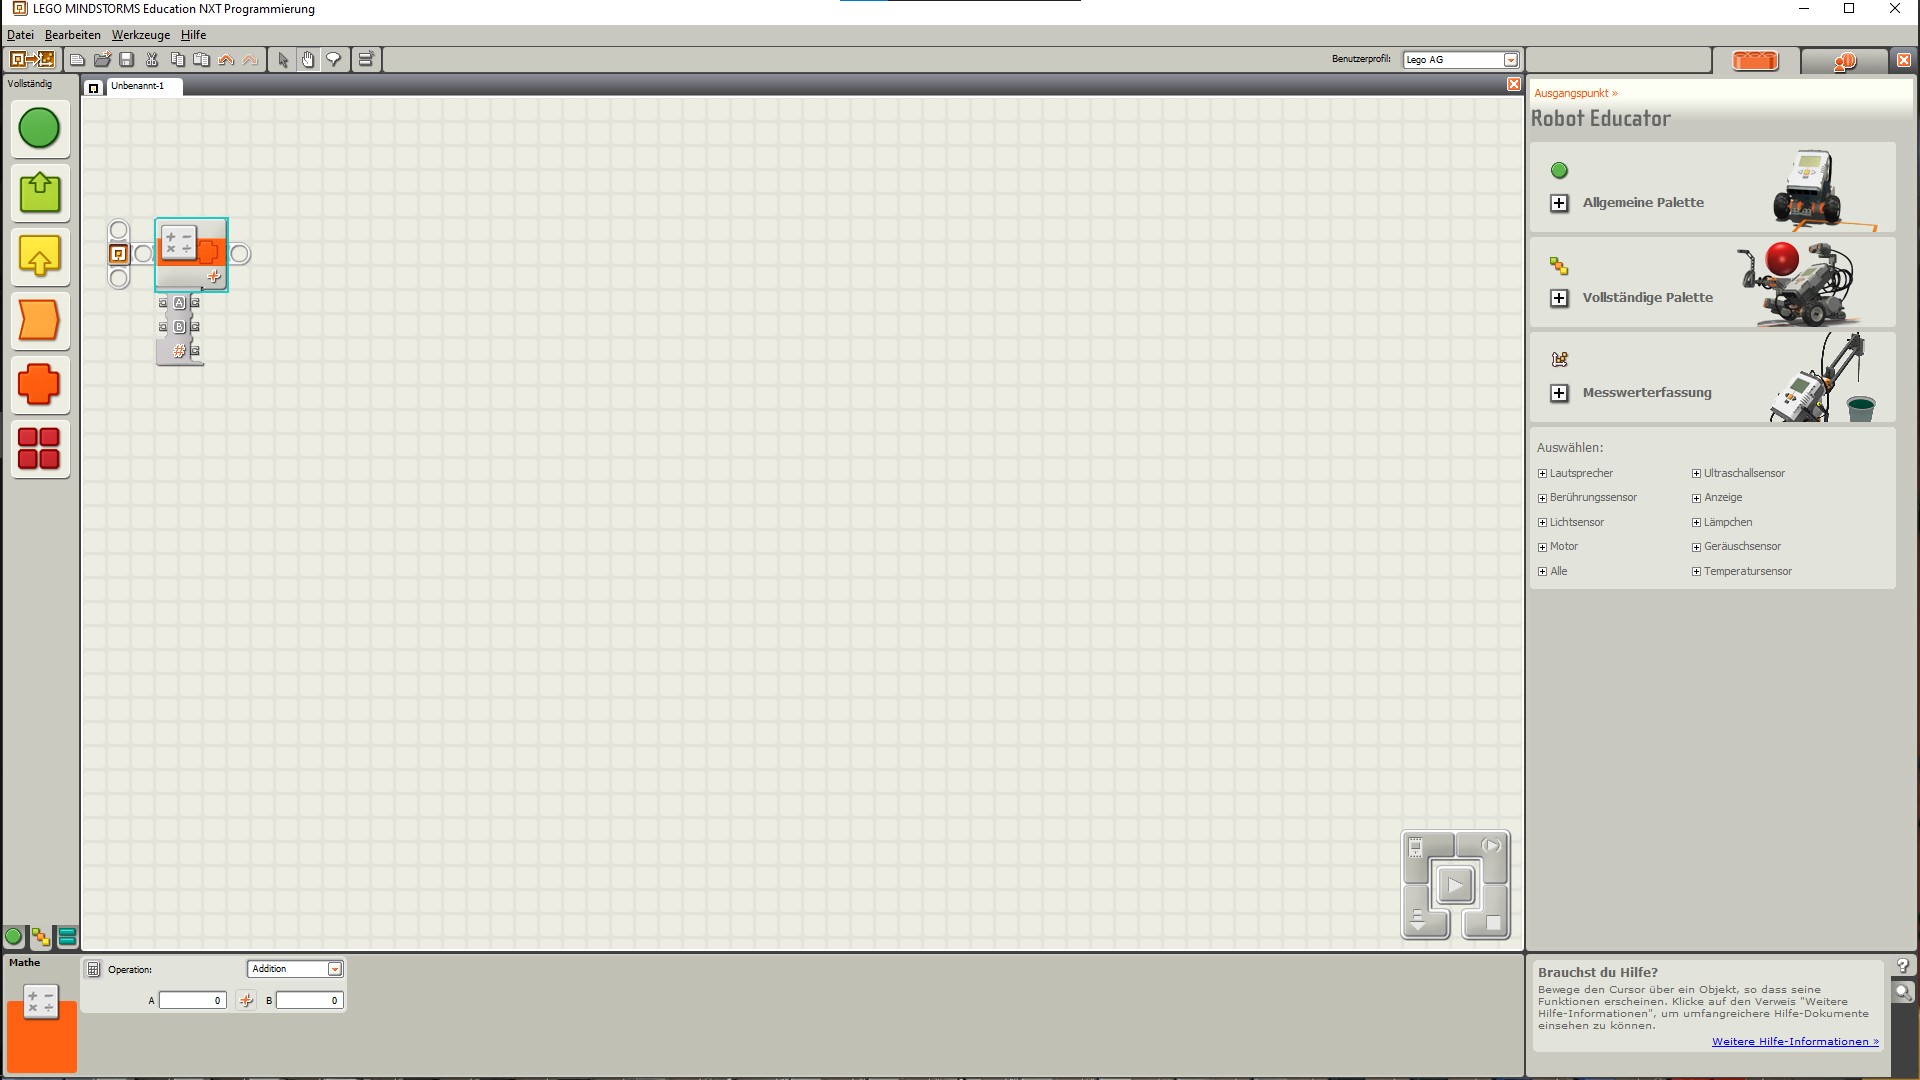 LEGO MINDSTORMS Education NXT Programmierung
Datei Bearbeiten Werkzeuge Hilfe
Benutzerprofil: Lego AG
Vollständig
Unbenannt-1
A
B
#
Ausgangspunkt »
Robot Educator
Allgemeine Palette
Vollständige Palette
Messwerterfassung
Auswählen:
Lautsprecher Ultraschallsensor
Berührungssensor Anzeige
Lichtsensor Lämpchen
Motor Geräuschsensor
Alle Temperatursensor
Mathe
Operation: Addition
A 0 B 0
Brauchst du Hilfe?
Bewege den Cursor über ein Objekt, so dass seine
Funktionen erscheinen. Klicke auf den Verweis "Weitere
Hilfe-Informationen", um umfangreichere Hilfe-Dokumente
einsehen zu können.
Weitere Hilfe-Informationen »